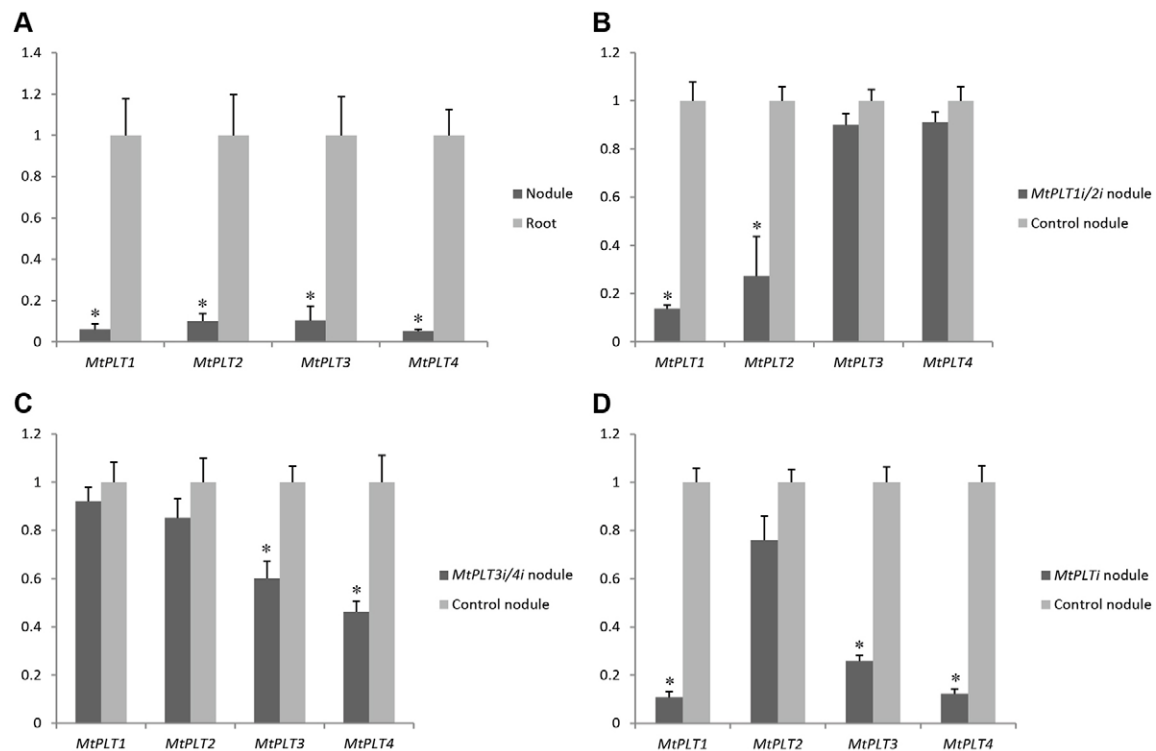 A
1.4
1.2
1
0.8
0.6
0.4
0.2
0
*
*
*
*
MtPLT1
MtPLT2
MtPLT3
MtPLT4
Nodule
Root
B
1.2
1
0.8
0.6
0.4
0.2
0
*
*
MtPLT1
MtPLT2
MtPLT3
MtPLT4
MtPLT1i/2i nodule
Control nodule
C
1.2
1
0.8
0.6
0.4
0.2
0
*
*
MtPLT1
MtPLT2
MtPLT3
MtPLT4
MtPLT3i/4i nodule
Control nodule
D
1.2
1
0.8
0.6
0.4
0.2
0
*
*
*
MtPLT1
MtPLT2
MtPLT3
MtPLT4
MtPLTi nodule
Control nodule